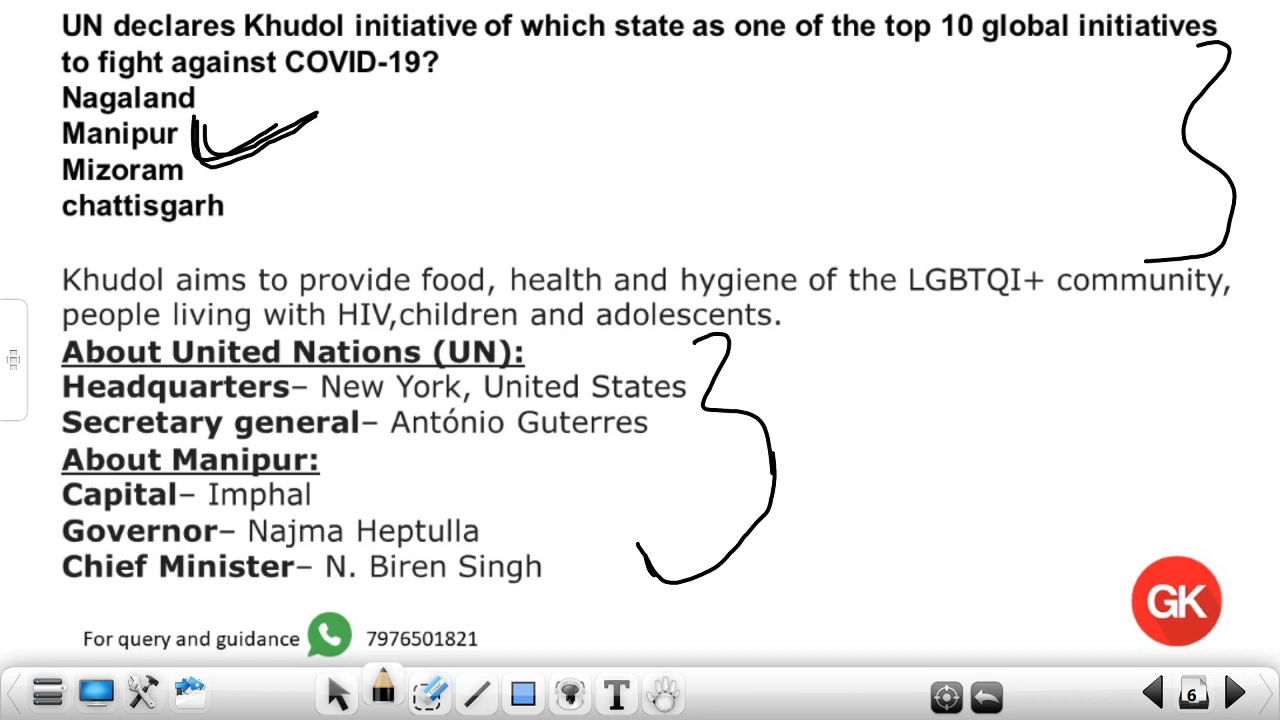 UN declares Khudol initiative of which state as one of the top 10 global initiatives
to fight against COVID-19?
Nagaland
Manipur
Mizoram
chattisgarh
Khudol aims to provide food, health and hygiene of the LGBTQI+ community,
people living with HIV,children and adolescents.
About United Nations (UN):
Headquarters– New York, United States
Secretary general– António Guterres
About Manipur:
Capital– Imphal
Governor– Najma Heptulla
Chief Minister– N. Biren Singh
GK
For query and guidance 7976501821
T
6